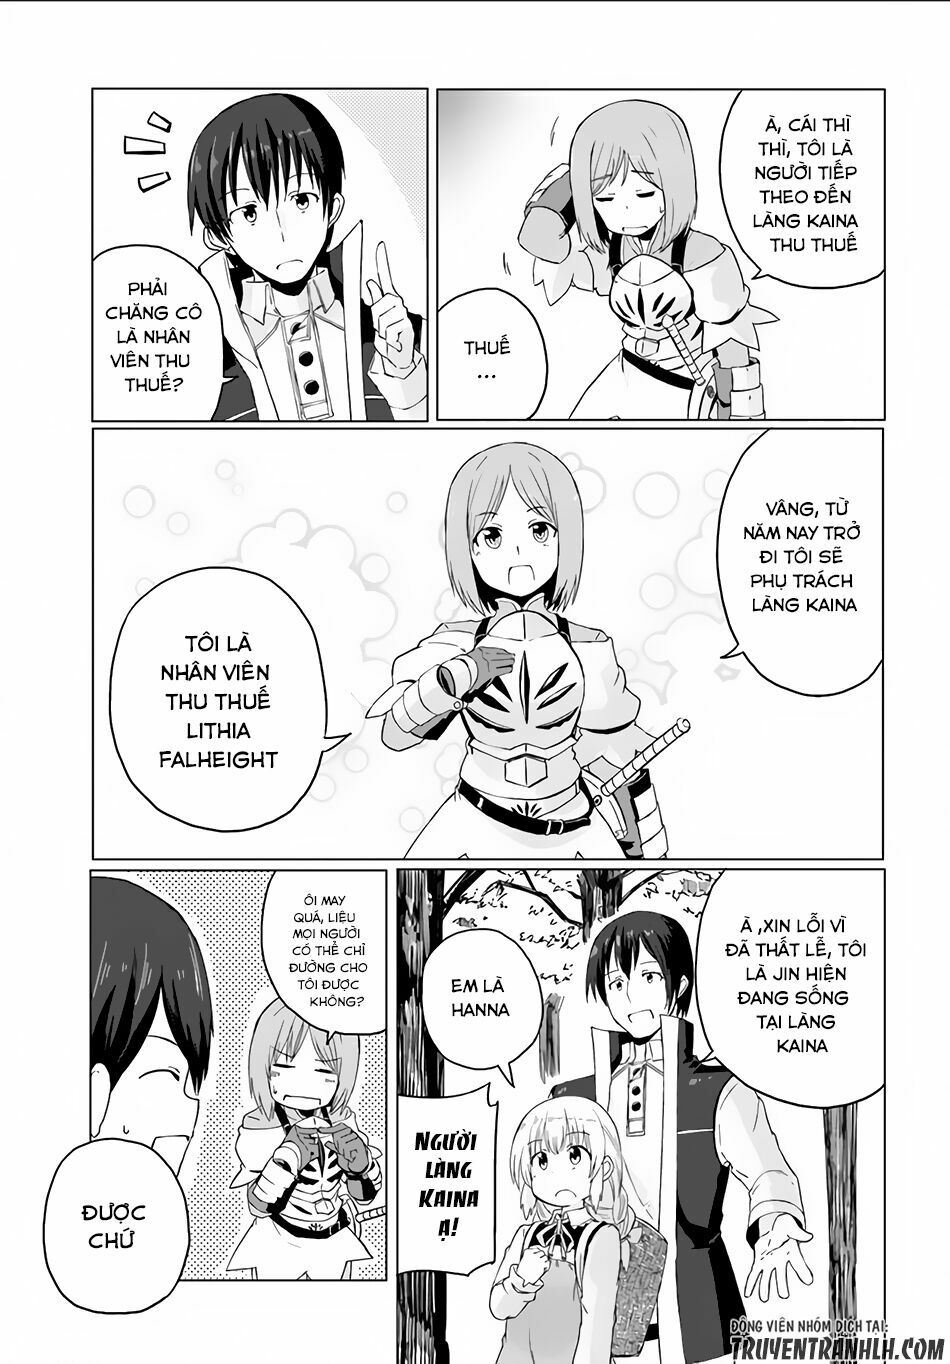 À, CÁI THÌ
THÌ, TÔI LÀ
NGƯỜI TIẾP
THEO ĐẾN
LÀNG KAINA
THU THUẾ
THUẾ
...
PHẢI
CHĂNG CÔ
LÀ NHÂN
VIÊN THU
THUẾ?
VÂNG, TỪ
NĂM NAY TRỞ
ĐI TÔI SẼ
PHỤ TRÁCH
LÀNG KAINA
TÔI LÀ
NHÂN VIÊN
THU THUẾ
LITHIA
FALHEIGHT
À ,XIN LỖI VÌ
ĐÃ THẤT LỄ, TÔI
LÀ JIN HIỆN
ĐANG SỐNG
TẠI LÀNG
KAINA
EM LÀ
HANNA
NGƯỜI
LÀNG
KAINA
Ạ!
ÔI MAY
QUÁ, LIỆU
MỌI NGƯỜI
CÓ THỂ CHỈ
ĐƯỜNG CHO
TÔI ĐƯỢC
KHÔNG?
ĐƯỢC
CHỨ
ĐỘNG VIÊN NHÓM DỊCH TẠI:
TRUYENTRANHLH.COM